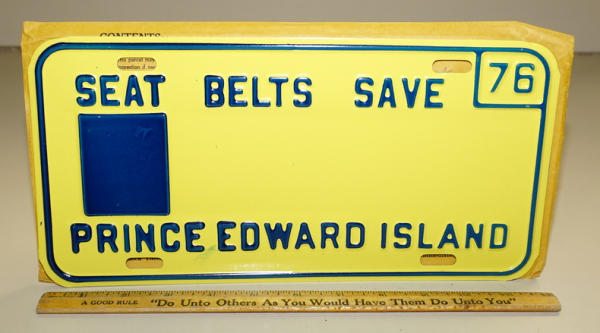 CONTENTS
76
SEAT BELTS SAVE
PRINCE EDWARD ISLAND
A GOOD RULE "Do Unto Others As You Would Have Them Do Unto You"